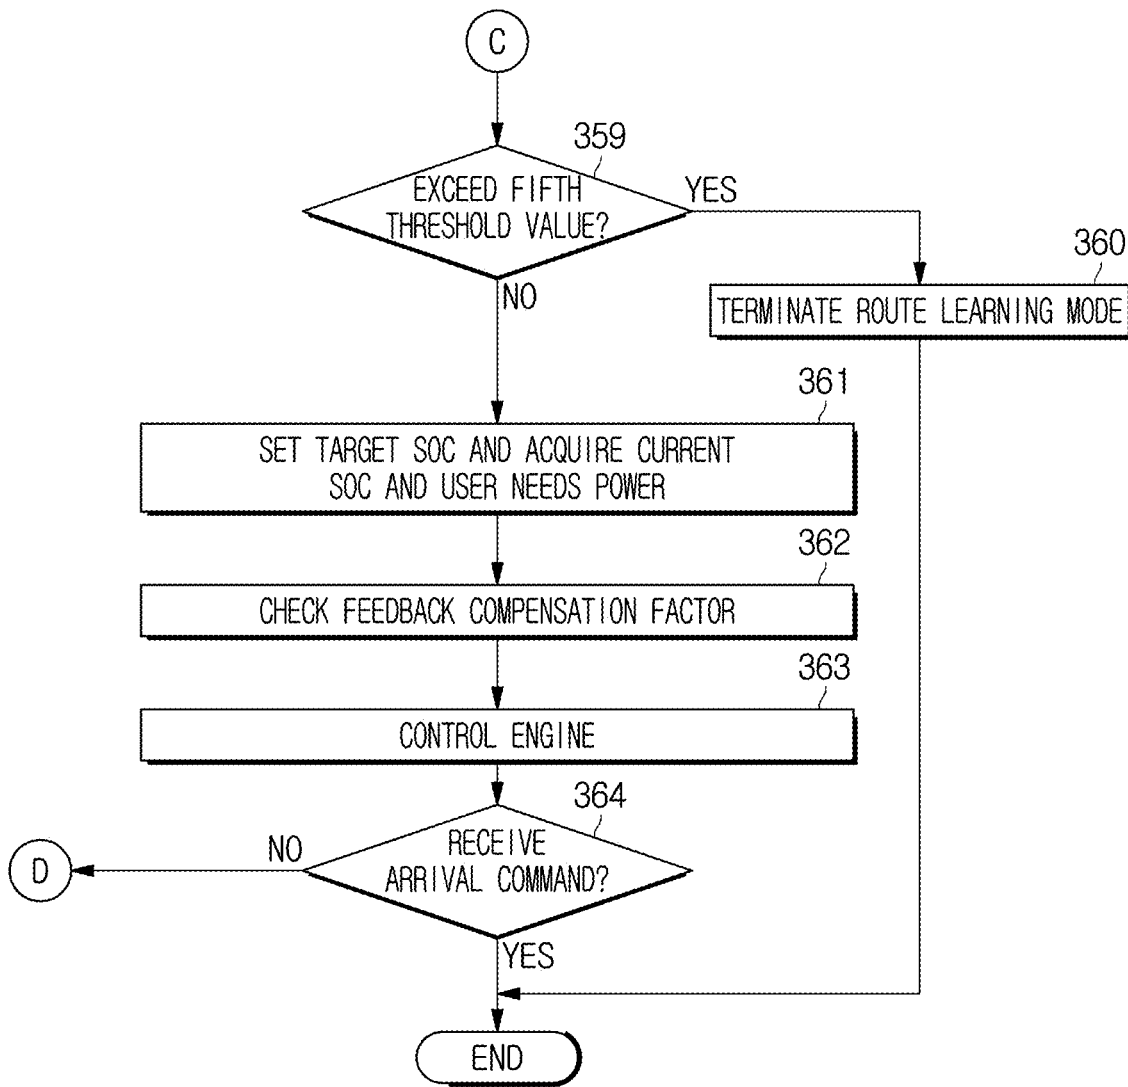 C
359
EXCEED FIFTH
THRESHOLD VALUE?
YES
NO
360
TERMINATE ROUTE LEARNING MODE
361
SET TARGET SOC AND ACQUIRE CURRENT
SOC AND USER NEEDS POWER
362
CHECK FEEDBACK COMPENSATION FACTOR
363
CONTROL ENGINE
364
RECEIVE
ARRIVAL COMMAND?
NO
D
YES
END